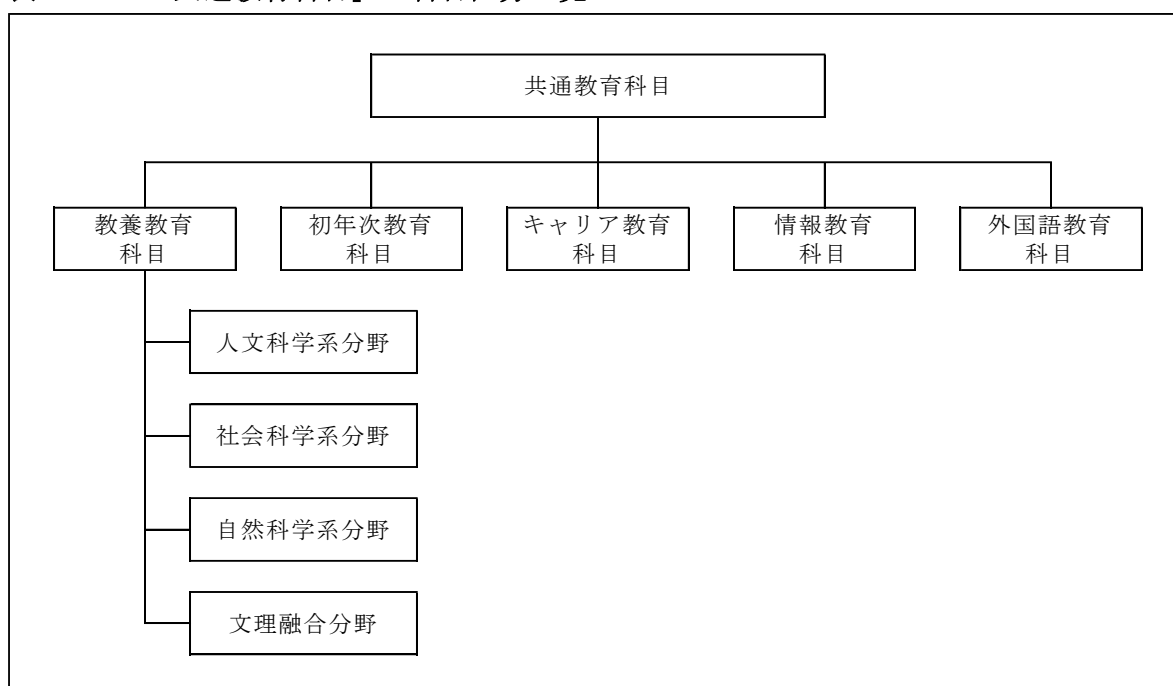 共通教育科目
教養教育
科目
初年次教育
科目
キャリア教育
科目
情報教育
科目
外国語教育
科目
人文科学系分野
社会科学系分野
自然科学系分野
文理融合分野